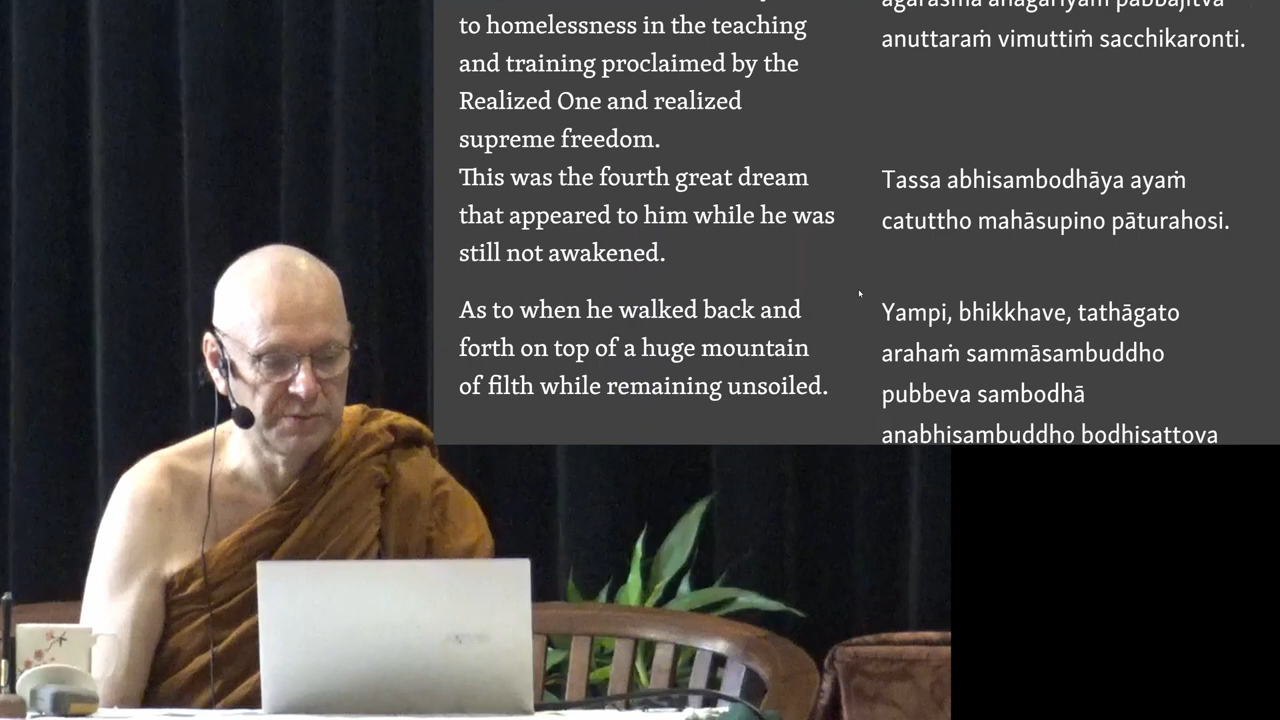 to homelessness in the teaching
and training proclaimed by the
Realized One and realized
supreme freedom.
This was the fourth great dream
that appeared to him while he was
still not awakened.
As to when he walked back and
forth on top of a huge mountain
of filth while remaining unsoiled.
agārasmā anagāriyaṁ pabbajitvā
anuttaraṁ vimuttiṁ sacchikaronti.
Tassa abhisambodhāya ayaṁ
catuttho mahāsupino pāturahosi.
Yampi, bhikkhave, tathāgato
arahaṁ sammāsambuddho
pubbeva sambodhā
anabhisambuddho bodhisattova